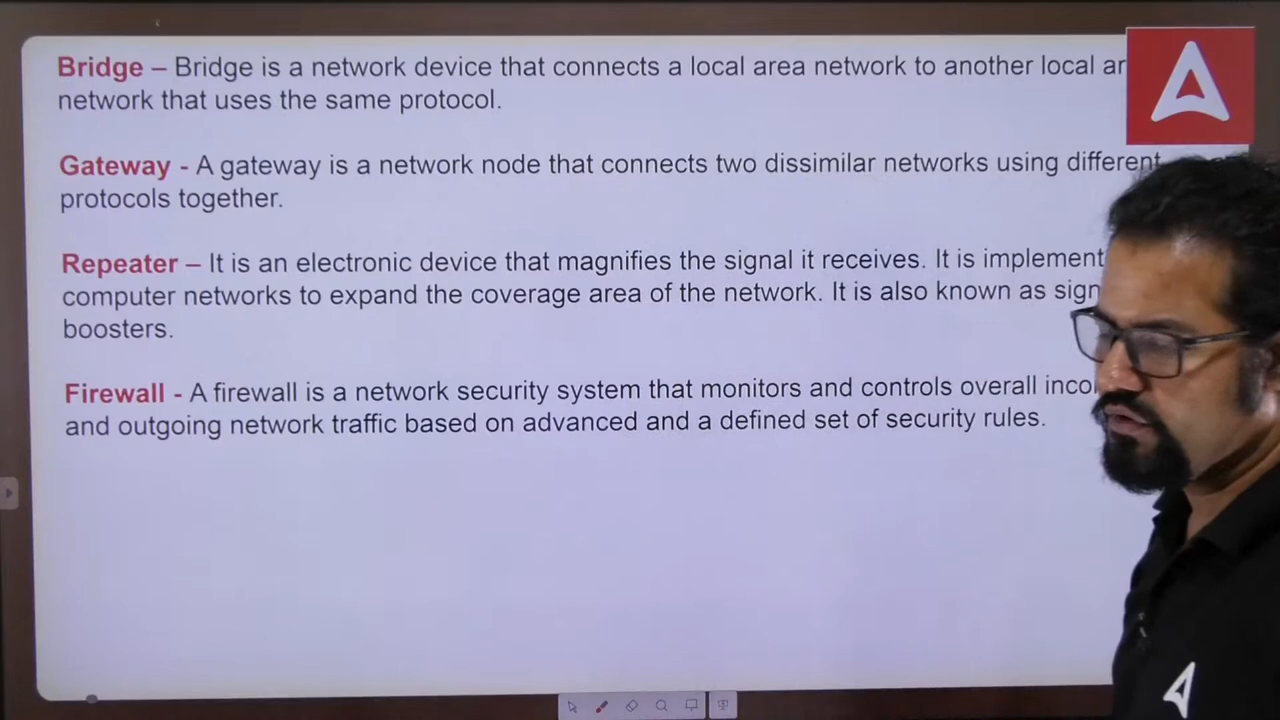 Bridge – Bridge is a network device that connects a local area network to another local
network that uses the same protocol.
Gateway - A gateway is a network node that connects two dissimilar networks using different
protocols together.
Repeater – It is an electronic device that magnifies the signal it receives. It is
computer networks to expand the coverage area of the network. It is also known as
boosters.
Firewall - A firewall is a network security system that monitors and controls overall
and outgoing network traffic based on advanced and a defined set of security rules.